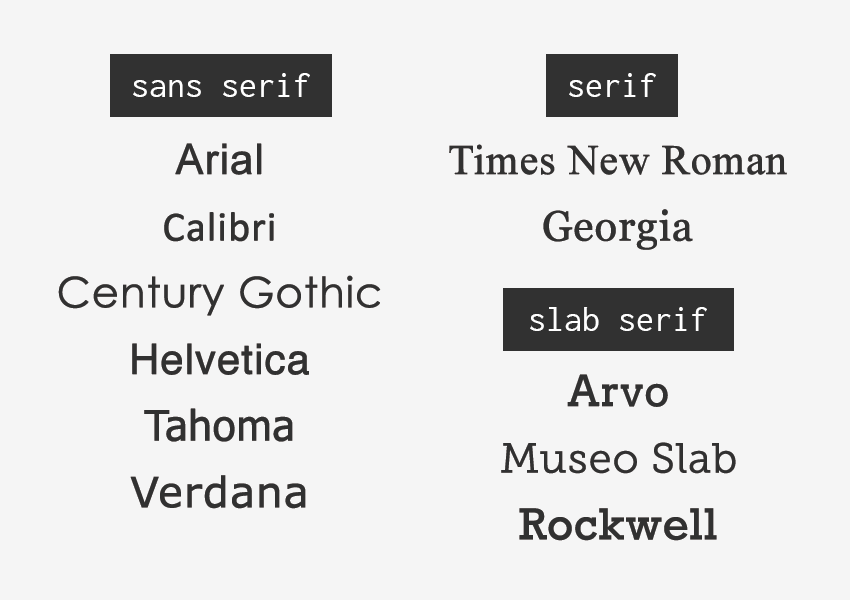 sans serif
Arial
Calibri
Century Gothic
Helvetica
Tahoma
Verdana
serif
Times New Roman
Georgia
slab serif
Arvo
Museo Slab
Rockwell